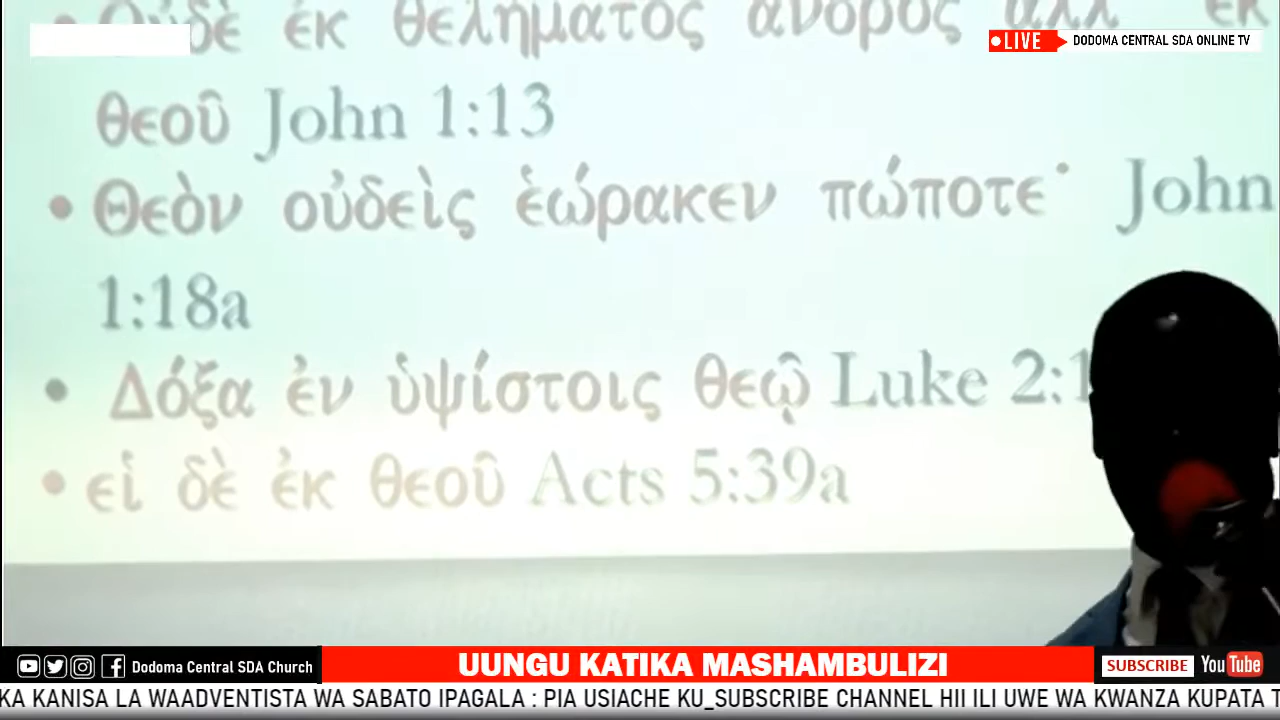 • Οὐδὲ ἐκ θελήματος ἀνδρὸς ἀλλ’ ἐκ
LIVE DODOMA CENTRAL SDA ONLINE TV
θεοῦ John 1:13
• Θεὸν οὐδεὶς ἑώρακεν πώποτε˙ John
1:18a
• Δόξα ἐν ὑψίστοις θεῷ Luke
• εἰ δὲ ἐκ θεοῦ Acts 5:39a
Dodoma Central SDA Church
UUNGU KATIKA MASHAMBULIZI
SUBSCRIBE YouTube
KA KANISA LA WAADVENTISTA WA SABATO IPAGALA : PIA USIACHE KU_SUBSCRIBE CHANNEL HII ILI UWE WA KWANZA KUPATA T